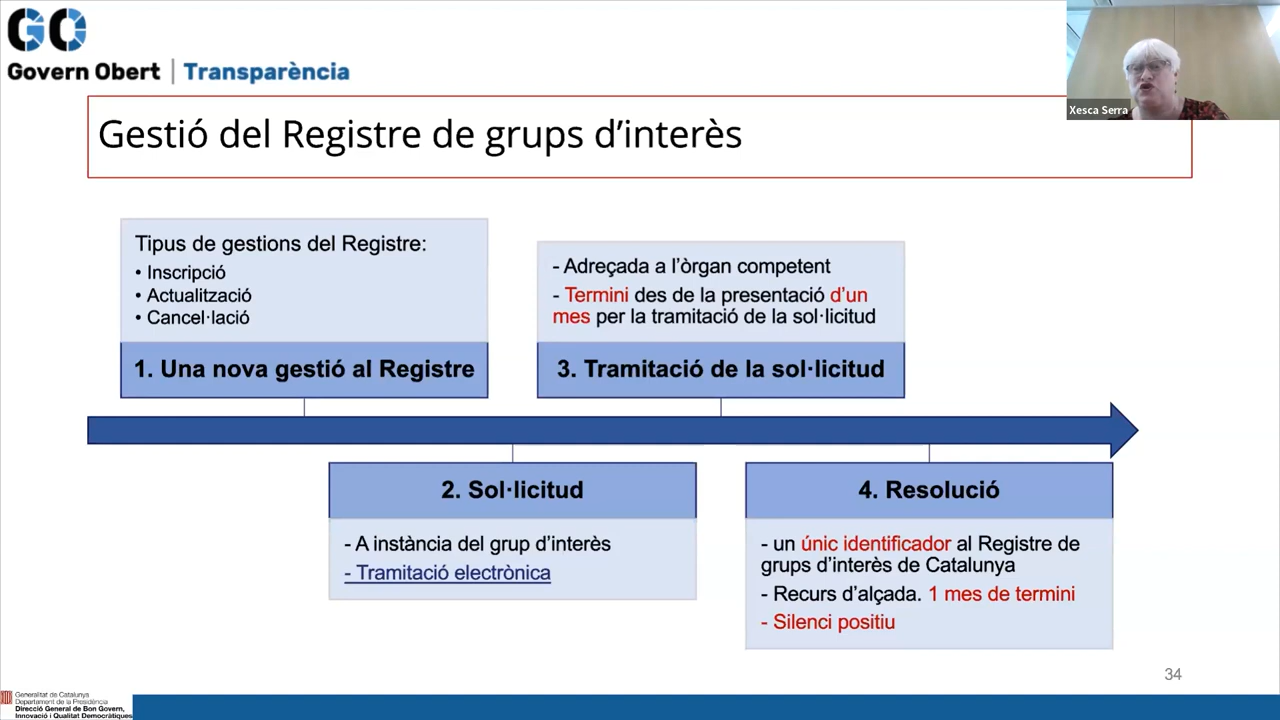 GO
Govern Obert | Transparència
Xesca Serra
Gestió del Registre de grups d’interès
Tipus de gestions del Registre:
• Inscripció
• Actualització
• Cancel·lació
1. Una nova gestió al Registre
- Adreçada a l’òrgan competent
- Termini des de la presentació d’un
mes per la tramitació de la sol·licitud
3. Tramitació de la sol·licitud
2. Sol·licitud
- A instància del grup d’interès
- Tramitació electrònica
4. Resolució
- un únic identificador al Registre de
grups d’interès de Catalunya
- Recurs d’alçada. 1 mes de termini
- Silenci positiu
34
Generalitat de Catalunya
Departament de la Presidència
Direcció General de Bon Govern,
Innovació i Qualitat Democràtiques